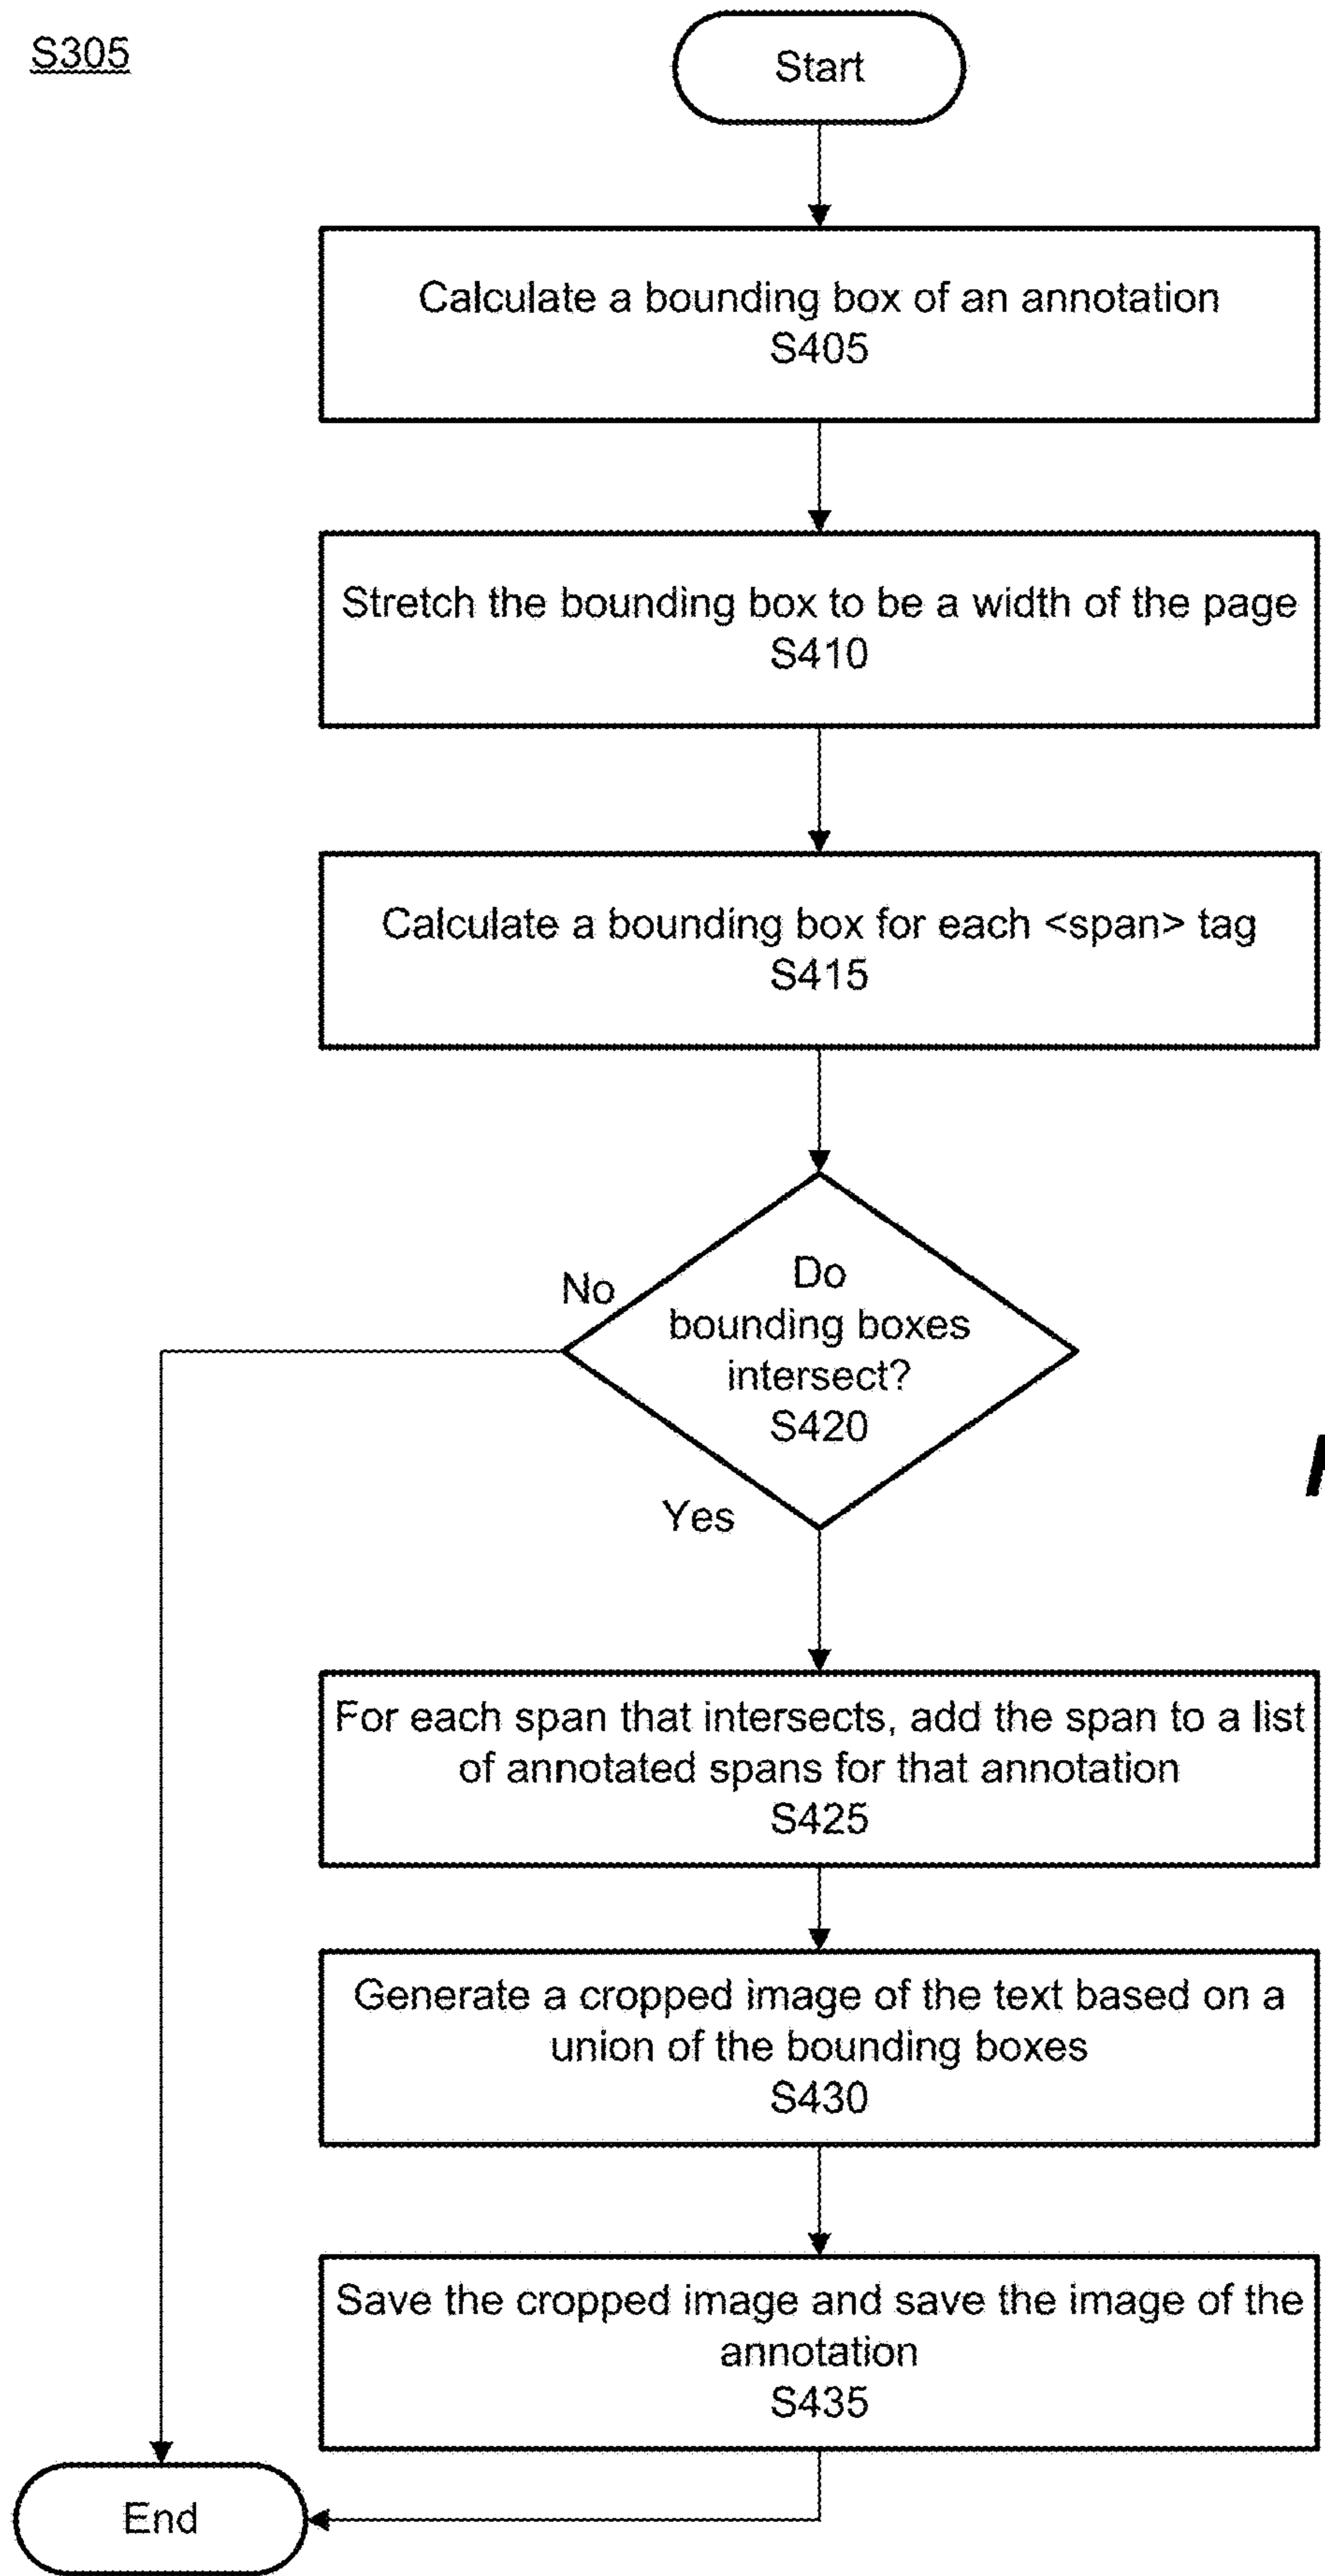 S305
Start
Calculate a bounding box of an annotation
S405
Stretch the bounding box to be a width of the page
S410
Calculate a bounding box for each <span> tag
S415
Do
bounding boxes
intersect?
S420
No
Yes
For each span that intersects, add the span to a list
of annotated spans for that annotation
S425
Generate a cropped image of the text based on a
union of the bounding boxes
S430
Save the cropped image and save the image of the
annotation
S435
End